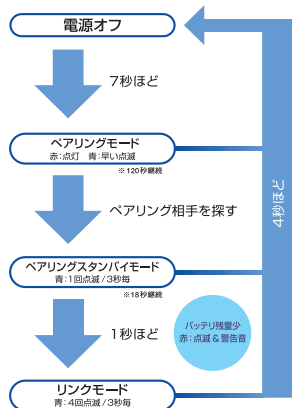 電源オフ
7秒ほど
ペアリングモード
赤:点灯 青:早い点滅
※120秒継続
ペアリング相手を探す
ペアリングスタンバイモード
青:1回点滅/3秒毎
※18秒継続
1秒ほど
バッテリ残量少
赤:点滅&警告音
リンクモード
青:4回点滅/3秒毎
4秒ほど